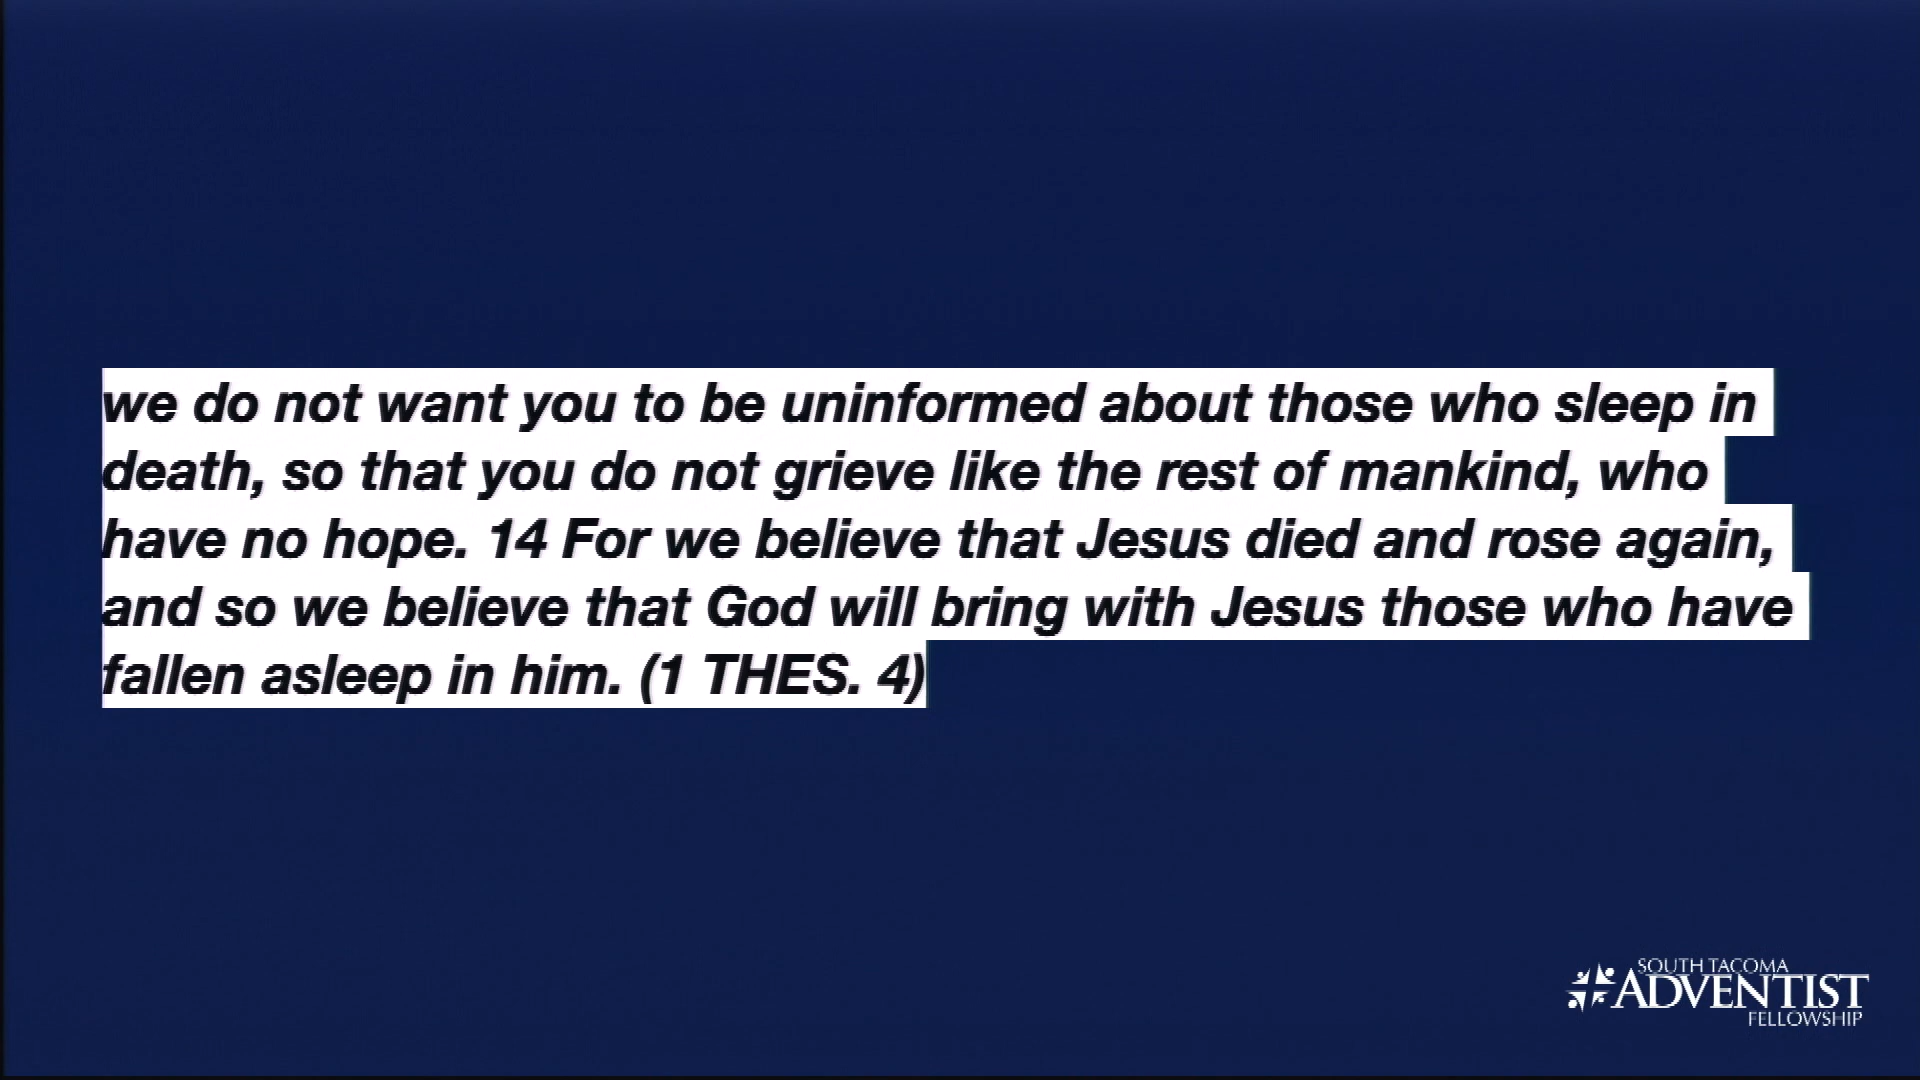 we do not want you to be uninformed about those who sleep in
death, so that you do not grieve like the rest of mankind, who
have no hope. 14 For we believe that Jesus died and rose again,
and so we believe that God will bring with Jesus those who have
fallen asleep in him. (1 THES. 4)
SOUTH TACOMA
ADVENTIST
FELLOWSHIP